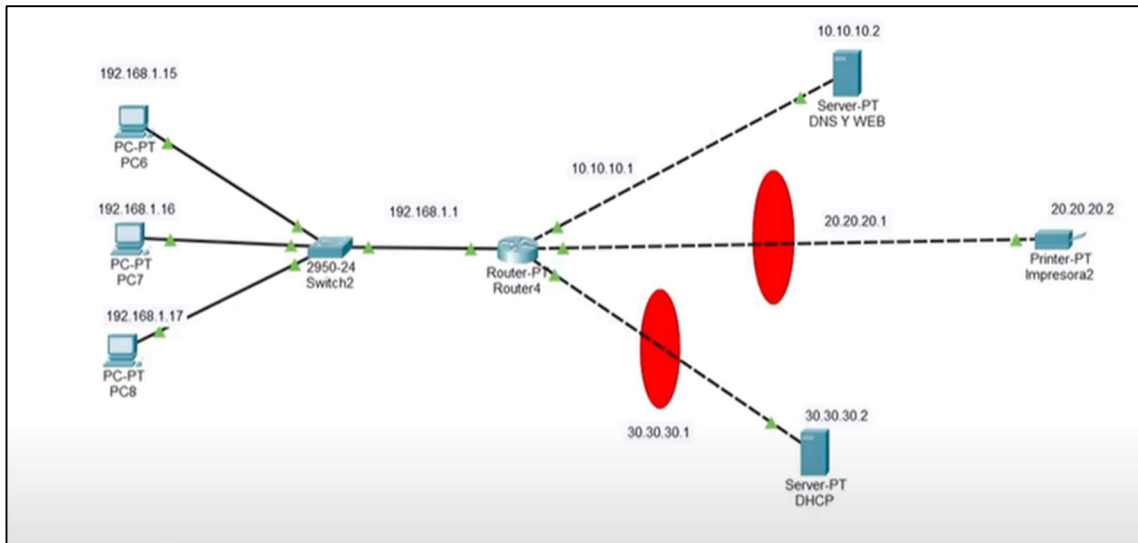 10.10.10.2
192.168.1.15
Server-PT
DNS Y WEB
PC-PT
PC6
10.10.10.1
192.168.1.16
192.168.1.1
20.20.20.1
20.20.20.2
PC-PT
PC7
2950-24
Switch2
Router-PT
Router4
Printer-PT
Impresora2
192.168.1.17
PC-PT
PC8
30.30.30.1
30.30.30.2
Server-PT
DHCP